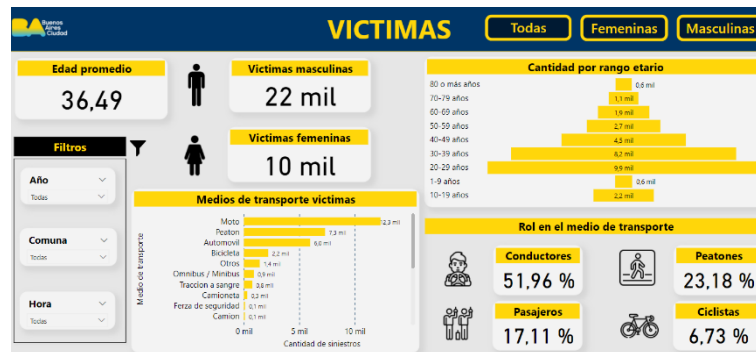 Buenos
Aires
Ciudad
VICTIMAS
Todas
Femeninas
Masculinas
Edad promedio
36,49
Victimas masculinas
22 mil
Victimas femeninas
10 mil
Cantidad por rango etario
80 o más años 0,6 mil
70-79 años 1,1 mil
60-69 años 1,9 mil
50-59 años 2,7 mil
40-49 años 4,5 mil
30-39 años 8,2 mil
20-29 años 9,9 mil
1-9 años 0,6 mil
10-19 años 2,2 mil
Filtros
Año
Todas
Comuna
Todas
Hora
Todas
Medios de transporte victimas
Medio de transporte
Moto 12,3 mil
Peaton 7,3 mil
Automovil 6,0 mil
Bicicleta 2,2 mil
Otros 1,4 mil
Omnibus / Minibus 0,9 mil
Traccion a sangre 0,8 mil
Camioneta 0,3 mil
Ferza de seguridad 0,1 mil
Camion 0,1 mil
0 mil 5 mil 10 mil
Cantidad de siniestros
Rol en el medio de transporte
Conductores
51,96 %
Peatones
23,18 %
Pasajeros
17,11 %
Ciclistas
6,73 %